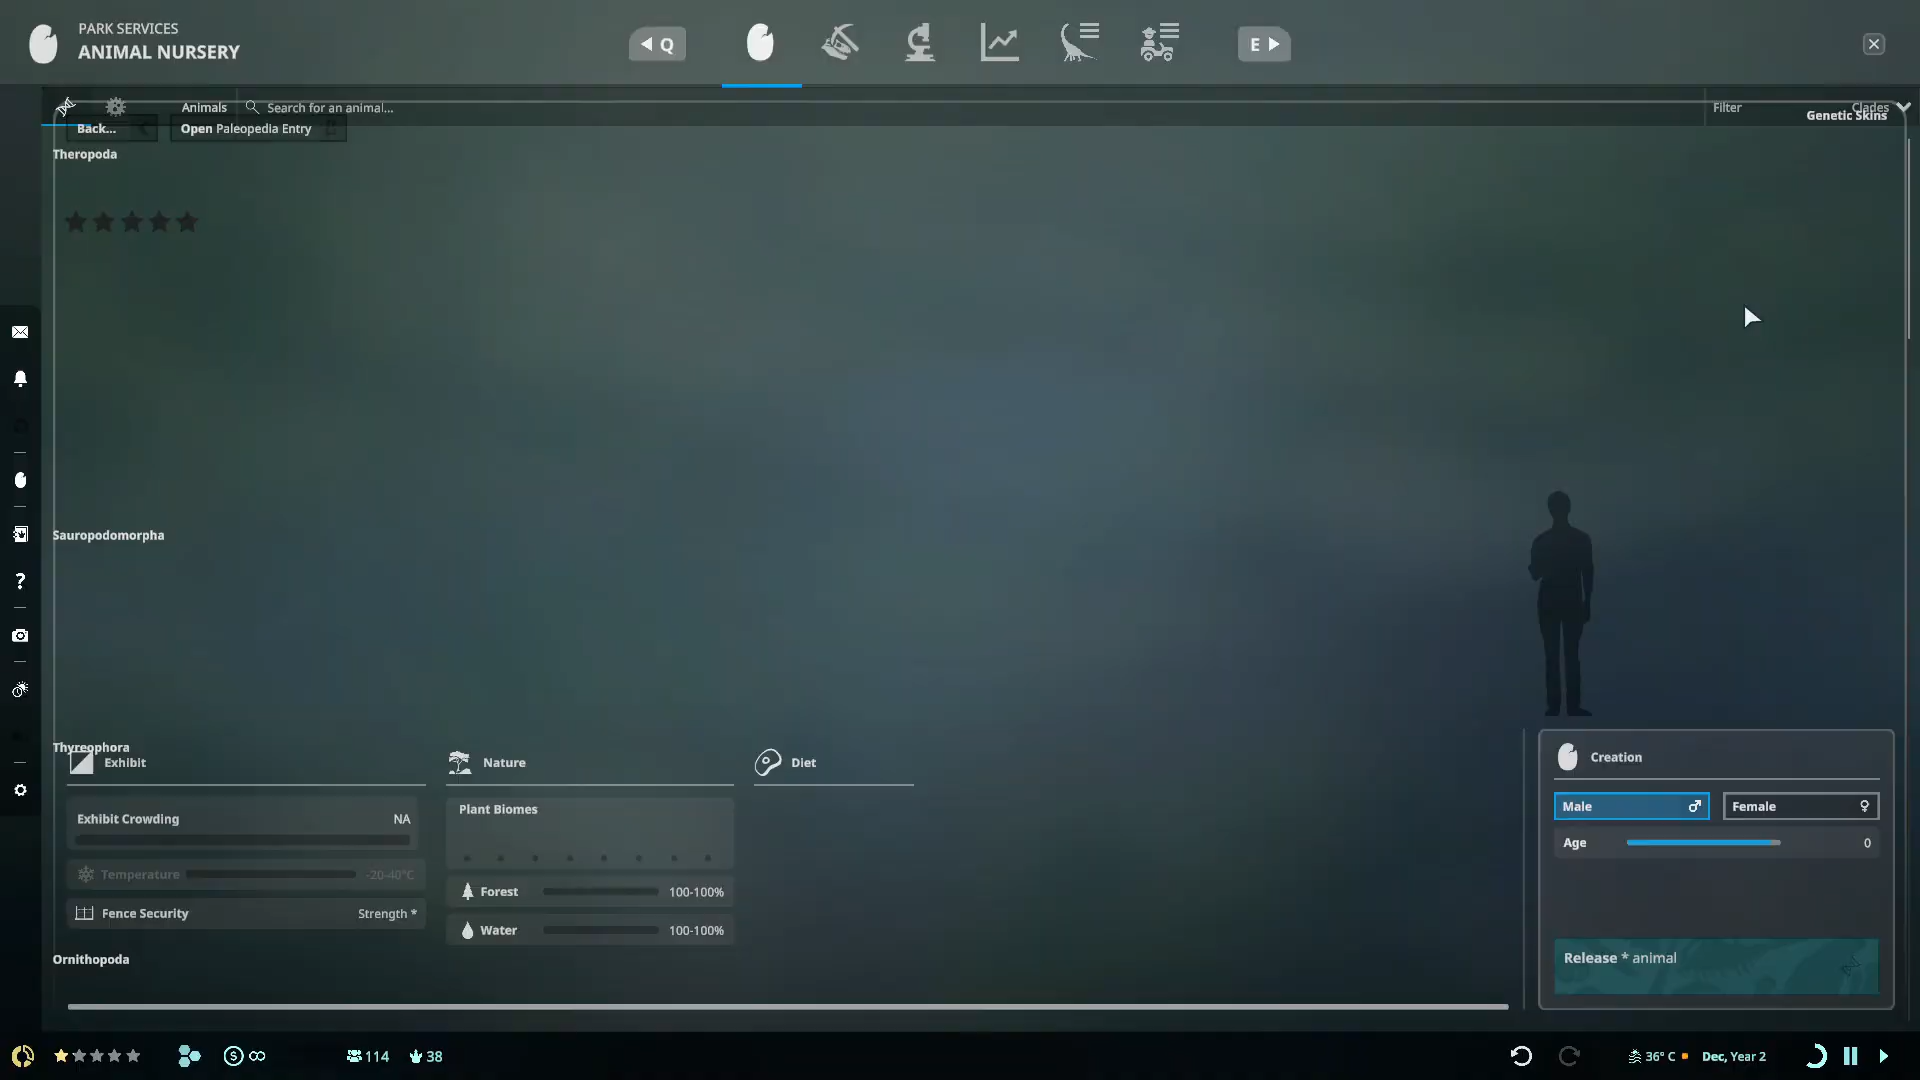 PARK SERVICES
ANIMAL NURSERY
Q
E
Animals
Search for an animal...
Filter
Clades
Genetic Skins
Back...
Open Paleopedia Entry
Theropoda
Sauropodomorpha
Thyreophora
Exhibit
Nature
Diet
Creation
Exhibit Crowding NA
Plant Biomes
Male
Female
Age 0
Temperature -20-40°C
Forest 100-100%
Fence Security Strength *
Water 100-100%
Ornithopoda
Release * animal
114
38
36° C
Dec, Year 2